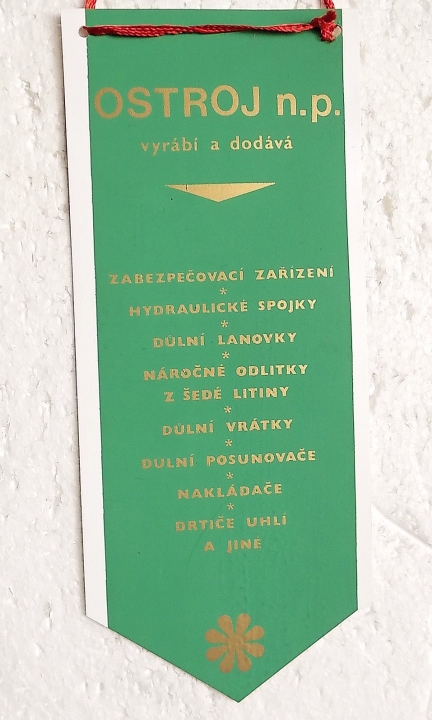 OSTROJ n.p.
vyrábí a dodává
ZABEZPEČOVACÍ ZAŘÍZENÍ
*
HYDRAULICKÉ SPOJKY
*
DŮLNÍ LANOVKY
*
NÁROČNÉ ODLITKY
Z ŠEDÉ LITINY
*
DŮLNÍ VRÁTKY
*
DŮLNÍ POSUNOVAČE
*
NAKLÁDAČE
*
DRTIČE UHLÍ
A JINÉ